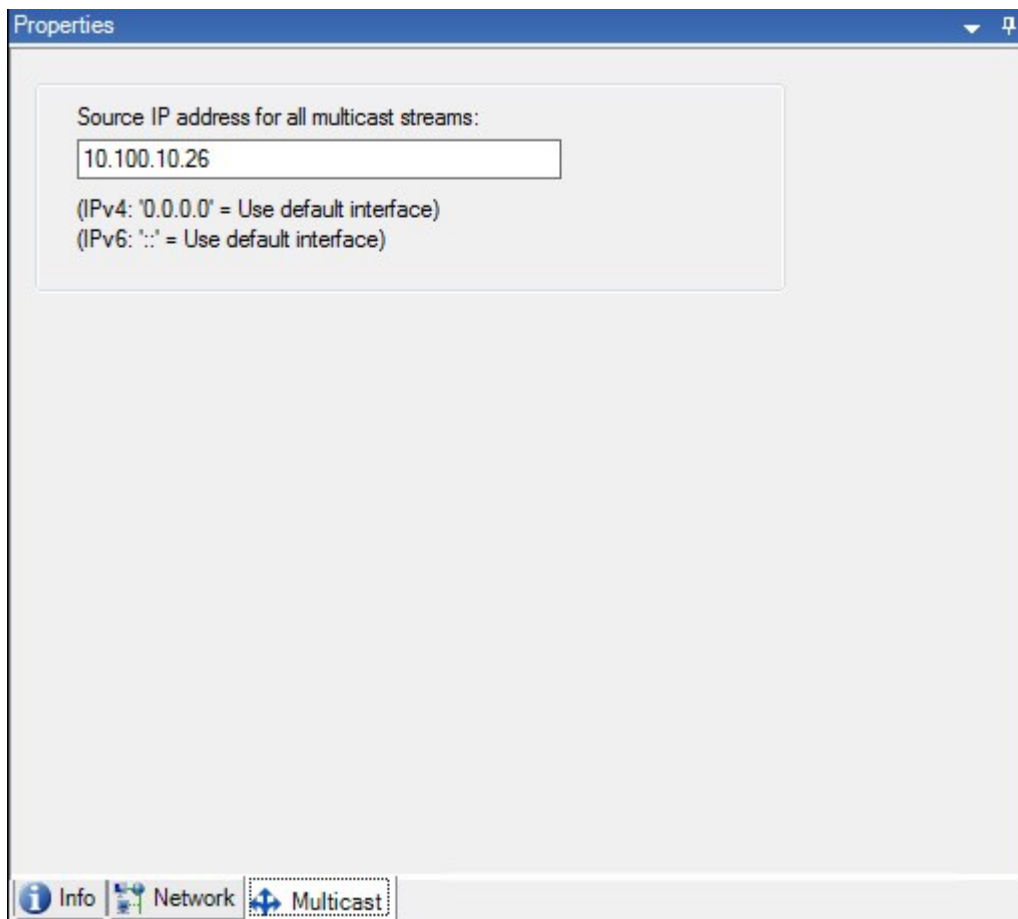 Properties
Source IP address for all multicast streams:
10.100.10.26
(IPv4: '0.0.0.0' = Use default interface)
(IPv6: '::' = Use default interface)
Info Network Multicast